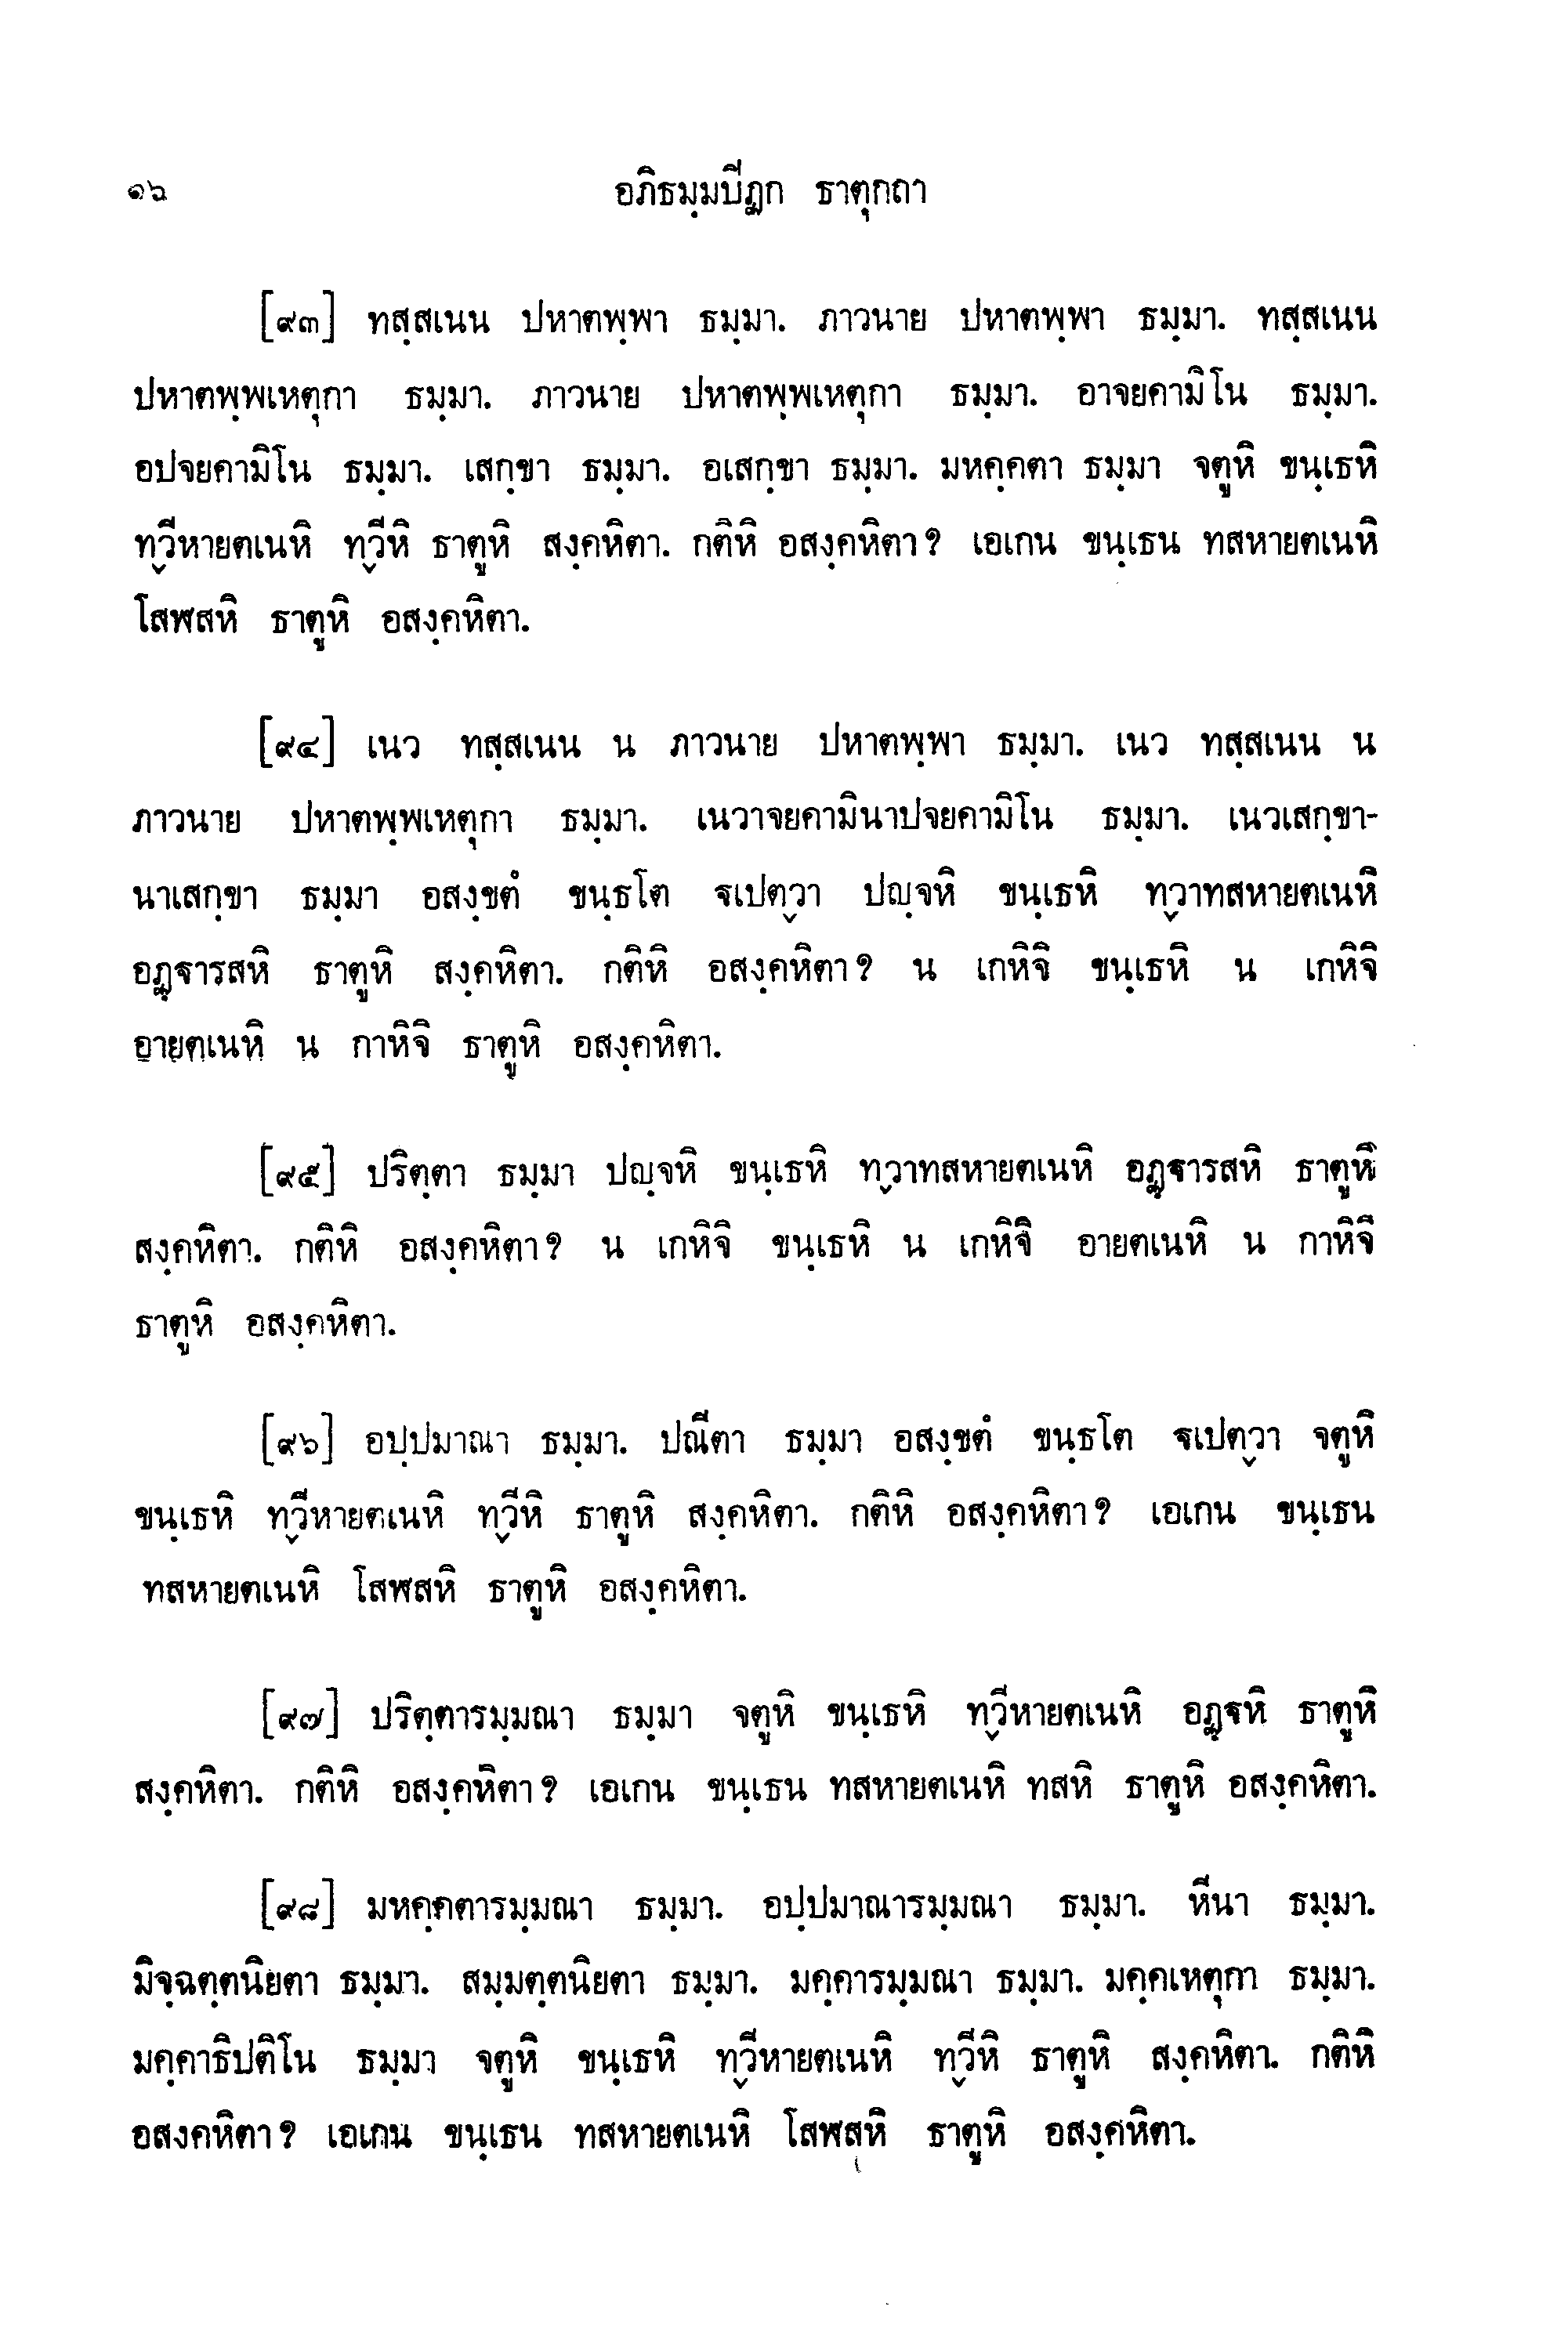 ๑๖ อภิธมฺมปีฏก ธาตุกถา
[๙๓] ทสฺสเนน ปหาตพฺพา ธมฺมา. ภาวนาย ปหาตพฺพา ธมฺมา. ทสฺสเนน
ปหาตพฺพเหตุกา ธมฺมา. ภาวนาย ปหาตพฺพเหตุกา ธมฺมา. อาจยคามิโน ธมฺมา.
อปจยคามิโน ธมฺมา. เสกฺขา ธมฺมา. อเสกฺขา ธมฺมา. มหคฺคตา ธมฺมา จตูหิ ขนฺเธหิ
ทฺวีหายตเนหิ ทฺวีหิ ธาตูหิ สงฺคหิตา. กติหิ อสงฺคหิตา? เอเกน ขนฺเธน ทสหายตเนหิ
โสฬสหิ ธาตูหิ อสงฺคหิตา.
[๙๔] เนว ทสฺสเนน น ภาวนาย ปหาตพฺพา ธมฺมา. เนว ทสฺสเนน น
ภาวนาย ปหาตพฺพเหตุกา ธมฺมา. เนวาจยคามินาปจยคามิโน ธมฺมา. เนวเสกฺขา-
นาเสกฺขา ธมฺมา อสงฺขตํ ขนฺธโต ฐเปตฺวา ปญฺจหิ ขนฺเธหิ ทฺวาทสหายตเนหิ
อฏฺฐารสหิ ธาตูหิ สงฺคหิตา. กติหิ อสงฺคหิตา? น เกหิจิ ขนฺเธหิ น เกหิจิ
อายตเนหิ น กาหิจิ ธาตูหิ อสงฺคหิตา.
[๙๕] ปริตฺตา ธมฺมา ปญฺจหิ ขนฺเธหิ ทฺวาทสหายตเนหิ อฏฺฐารสหิ ธาตูหิ
สงฺคหิตา. กติหิ อสงฺคหิตา? น เกหิจิ ขนฺเธหิ น เกหิจิ อายตเนหิ น กาหิจิ
ธาตูหิ อสงฺคหิตา.
[๙๖] อปฺปมาณา ธมฺมา. ปณีตา ธมฺมา อสงฺขตํ ขนฺธโต ฐเปตฺวา จตูหิ
ขนฺเธหิ ทฺวีหายตเนหิ ทฺวีหิ ธาตูหิ สงฺคหิตา. กติหิ อสงฺคหิตา? เอเกน ขนฺเธน
ทสหายตเนหิ โสฬสหิ ธาตูหิ อสงฺคหิตา.
[๙๗] ปริตฺตารมฺมณา ธมฺมา จตูหิ ขนฺเธหิ ทฺวีหายตเนหิ อฏฺฐหิ ธาตูหิ
สงฺคหิตา. กติหิ อสงฺคหิตา? เอเกน ขนฺเธน ทสหายตเนหิ ทสหิ ธาตูหิ อสงฺคหิตา.
[๙๘] มหคฺคตารมฺมณา ธมฺมา. อปฺปมาณารมฺมณา ธมฺมา. หีนา ธมฺมา.
มิจฺฉตฺตนิยตา ธมฺมา. สมฺมตฺตนิยตา ธมฺมา. มคฺคารมฺมณา ธมฺมา. มคฺคเหตุกา ธมฺมา.
มคฺคาธิปติโน ธมฺมา จตูหิ ขนฺเธหิ ทฺวีหายตเนหิ ทฺวีหิ ธาตูหิ สงฺคหิตา. กติหิ
อสงคหิตา? เอเกน ขนฺเธน ทสหายตเนหิ โสฬสหิ ธาตูหิ อสงฺคหิตา.